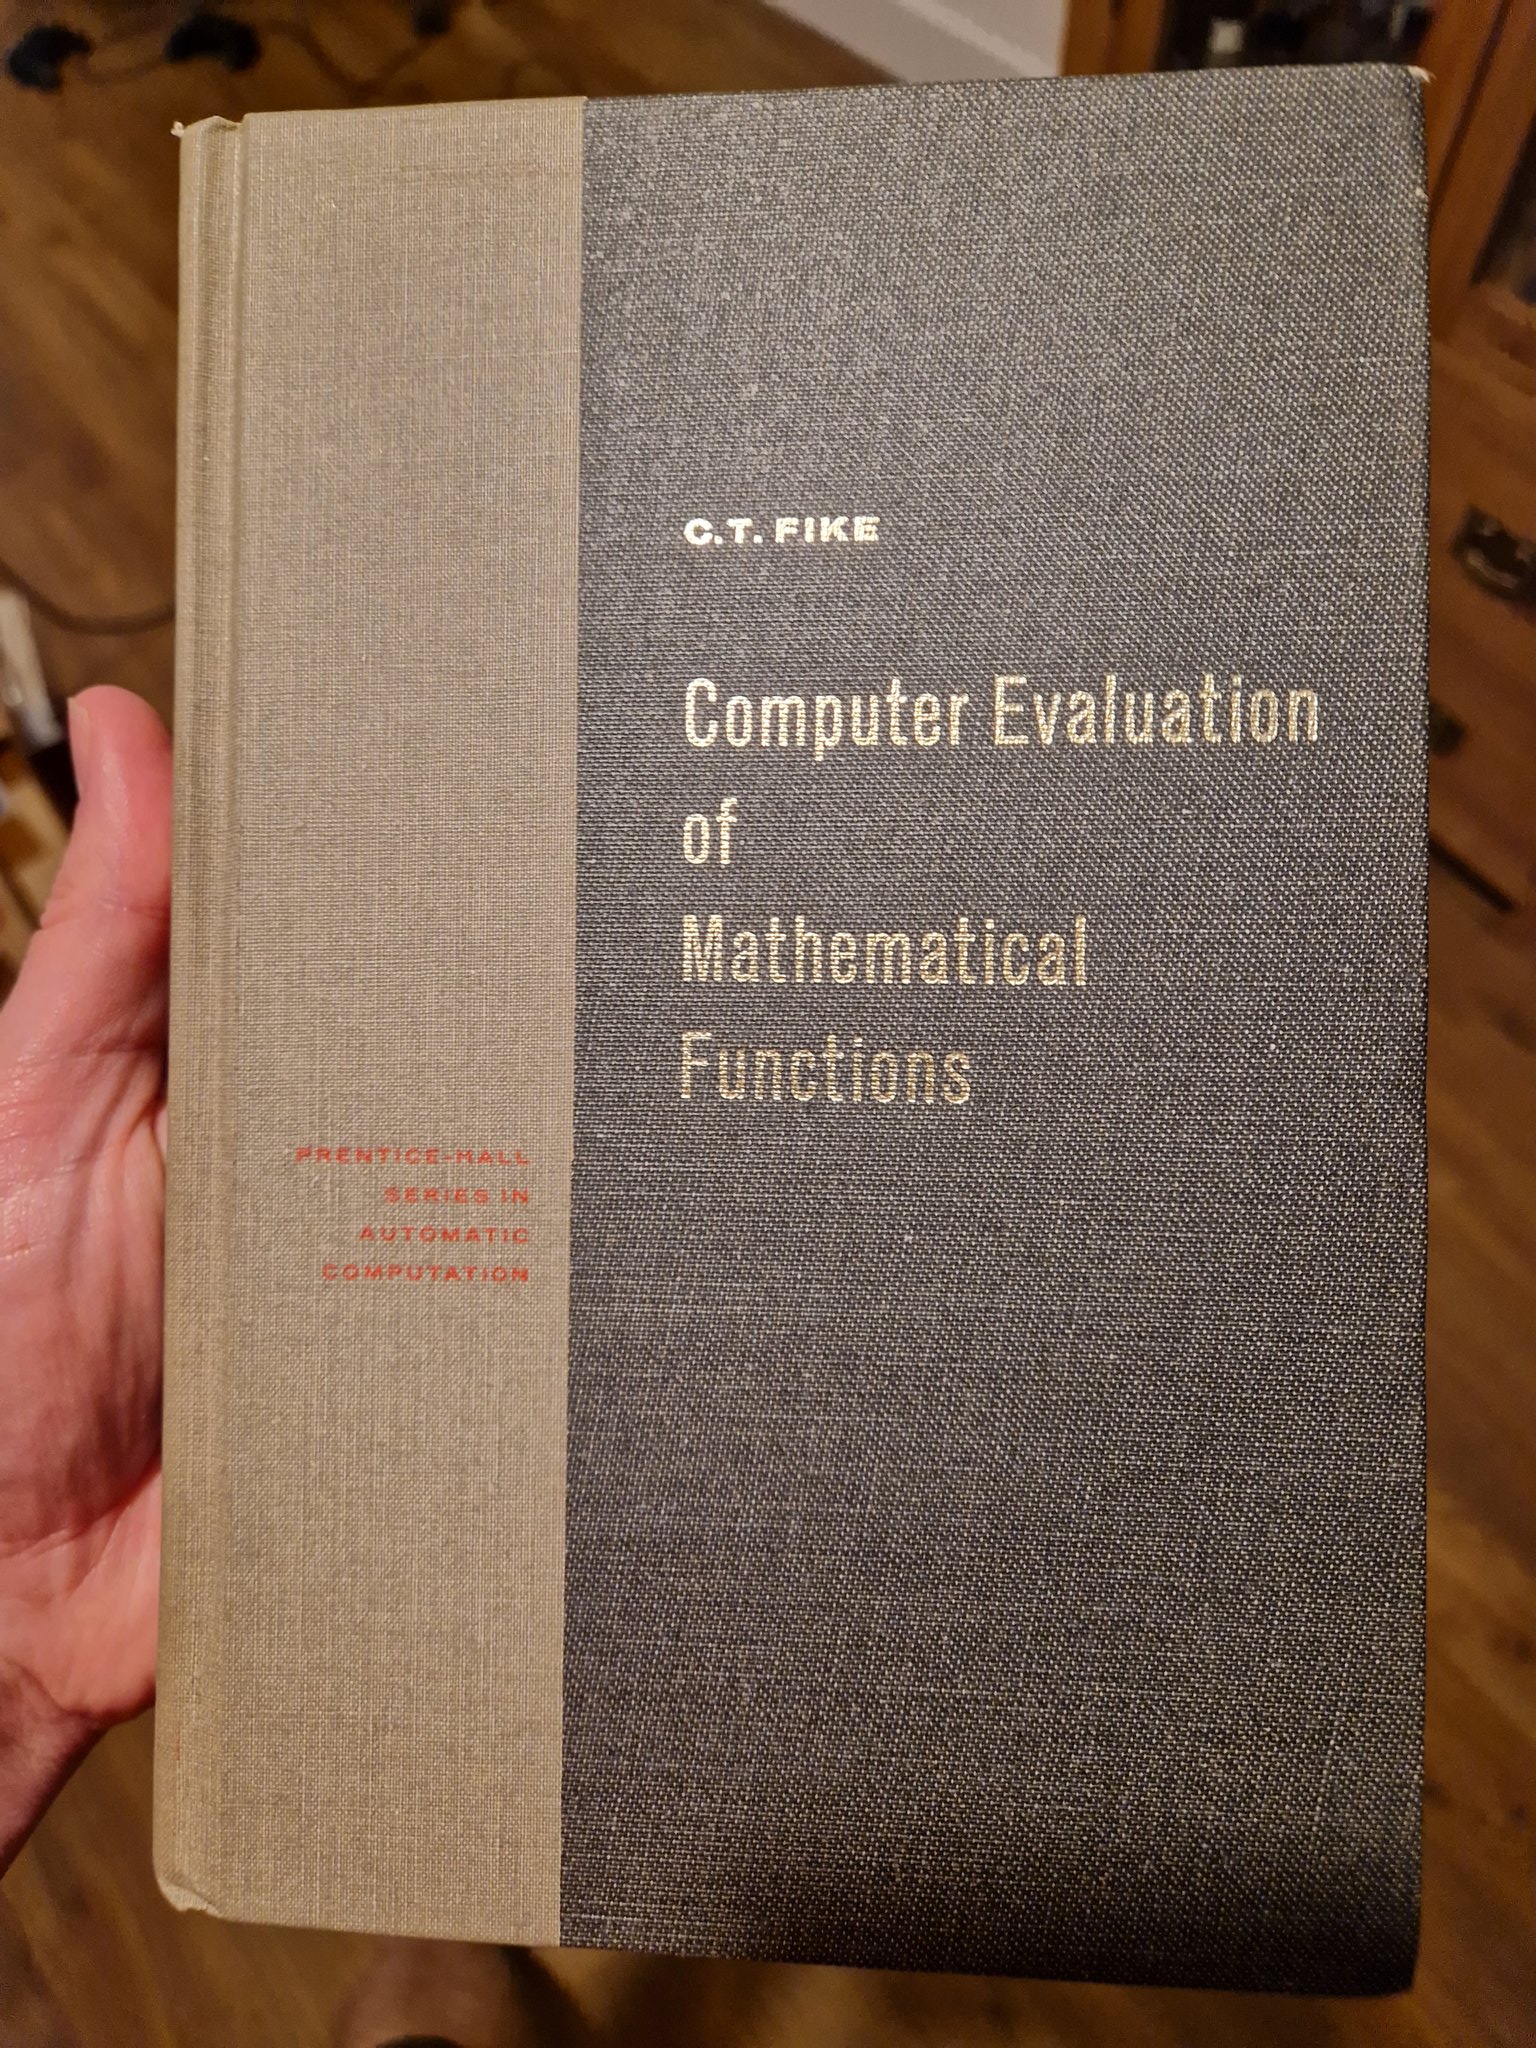 C.T. FIKE
Computer Evaluation
of
Mathematical
Functions
PRENTICE-HALL
SERIES IN
AUTOMATIC
COMPUTATION